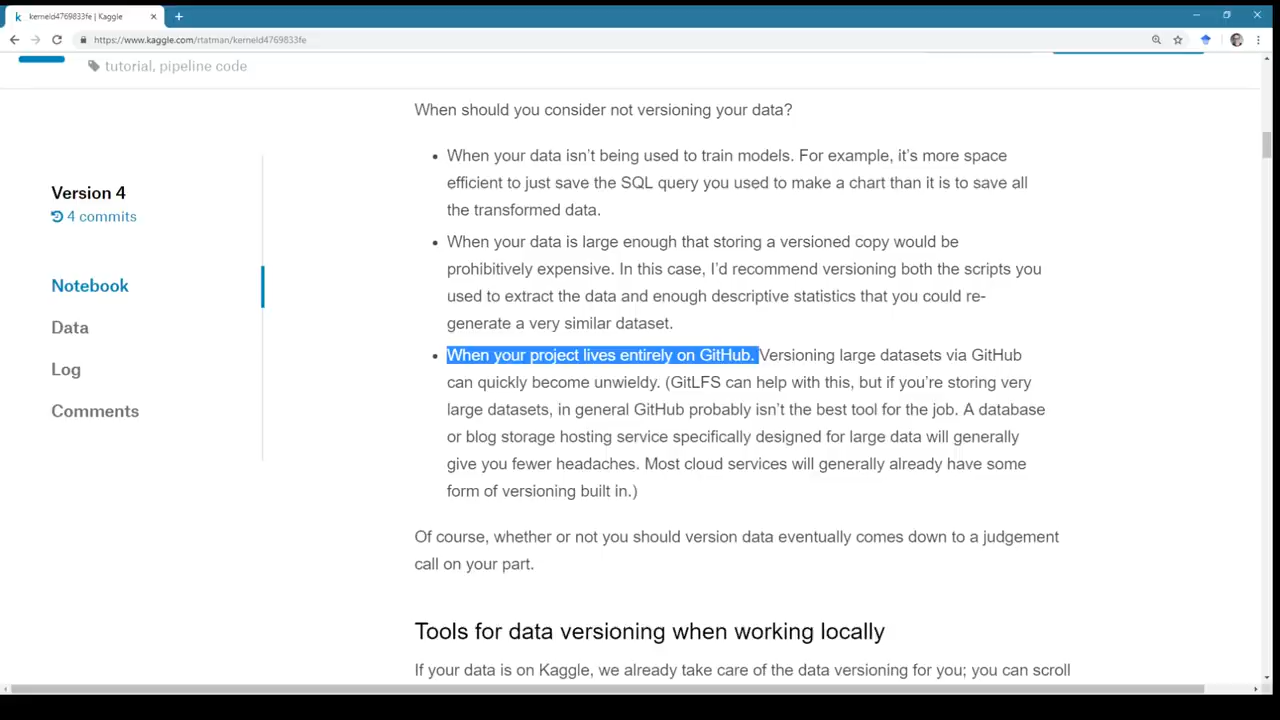 kerneld4769833fe | Kaggle
https://www.kaggle.com/rtatman/kerneld4769833fe
tutorial, pipeline code
Version 4
4 commits
Notebook
Data
Log
Comments
When should you consider not versioning your data?
When your data isn’t being used to train models. For example, it’s more space
efficient to just save the SQL query you used to make a chart than it is to save all
the transformed data.
When your data is large enough that storing a versioned copy would be
prohibitively expensive. In this case, I’d recommend versioning both the scripts you
used to extract the data and enough descriptive statistics that you could re-
generate a very similar dataset.
When your project lives entirely on GitHub. Versioning large datasets via GitHub
can quickly become unwieldy. (GitLFS can help with this, but if you’re storing very
large datasets, in general GitHub probably isn’t the best tool for the job. A database
or blog storage hosting service specifically designed for large data will generally
give you fewer headaches. Most cloud services will generally already have some
form of versioning built in.)
Of course, whether or not you should version data eventually comes down to a judgement
call on your part.
Tools for data versioning when working locally
If your data is on Kaggle, we already take care of the data versioning for you; you can scroll